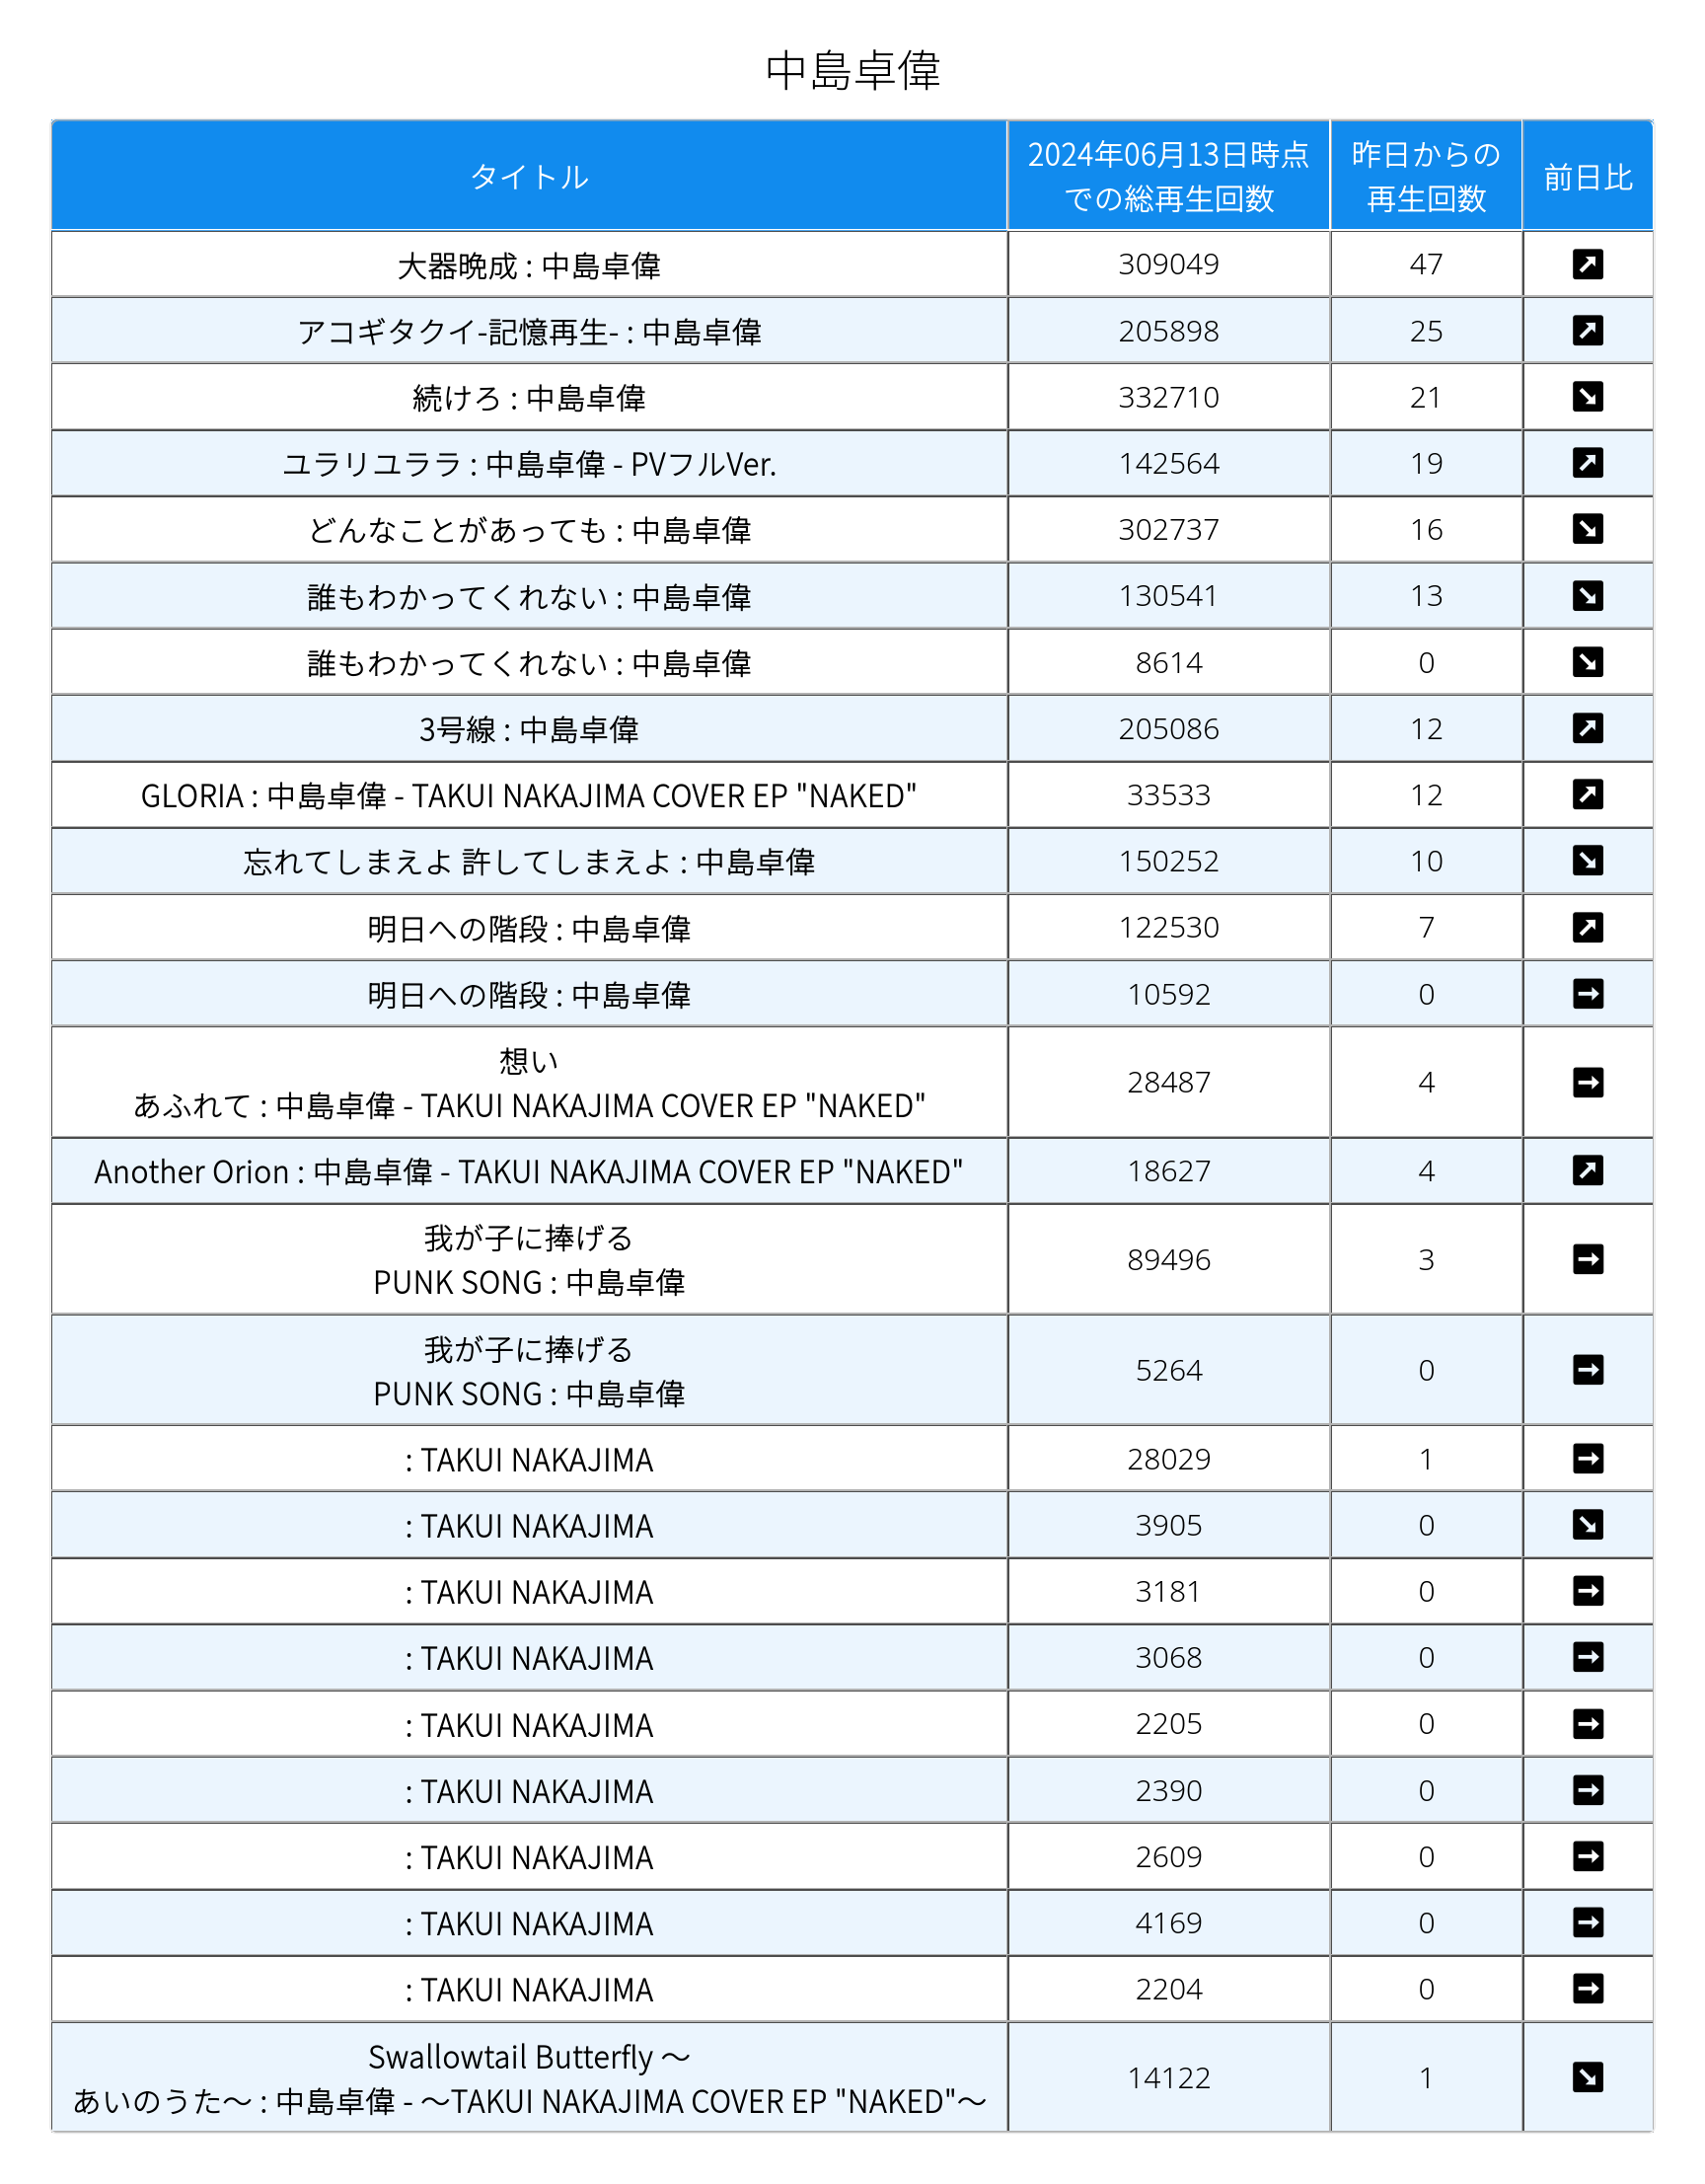 中島卓偉
タイトル
2024年06月13日時点
での総再生回数
昨日からの
再生回数
前日比
大器晩成 : 中島卓偉 309049 47 ↗
アコギタクイ-記憶再生- : 中島卓偉 205898 25 ↗
続けろ : 中島卓偉 332710 21 ↘
ユラリユララ : 中島卓偉 - PVフルVer. 142564 19 ↗
どんなことがあっても : 中島卓偉 302737 16 ↘
誰もわかってくれない : 中島卓偉 130541 13 ↘
誰もわかってくれない : 中島卓偉 8614 0 ↘
3号線 : 中島卓偉 205086 12 ↗
GLORIA : 中島卓偉 - TAKUI NAKAJIMA COVER EP "NAKED" 33533 12 ↗
忘れてしまえよ 許してしまえよ : 中島卓偉 150252 10 ↘
明日への階段 : 中島卓偉 122530 7 ↗
明日への階段 : 中島卓偉 10592 0 →
想い
あふれて : 中島卓偉 - TAKUI NAKAJIMA COVER EP "NAKED" 28487 4 →
Another Orion : 中島卓偉 - TAKUI NAKAJIMA COVER EP "NAKED" 18627 4 ↗
我が子に捧げる
PUNK SONG : 中島卓偉 89496 3 →
我が子に捧げる
PUNK SONG : 中島卓偉 5264 0 →
: TAKUI NAKAJIMA 28029 1 →
: TAKUI NAKAJIMA 3905 0 ↘
: TAKUI NAKAJIMA 3181 0 →
: TAKUI NAKAJIMA 3068 0 →
: TAKUI NAKAJIMA 2205 0 →
: TAKUI NAKAJIMA 2390 0 →
: TAKUI NAKAJIMA 2609 0 →
: TAKUI NAKAJIMA 4169 0 →
: TAKUI NAKAJIMA 2204 0 →
Swallowtail Butterfly ～
あいのうた～ : 中島卓偉 - ～TAKUI NAKAJIMA COVER EP "NAKED"～ 14122 1 ↘